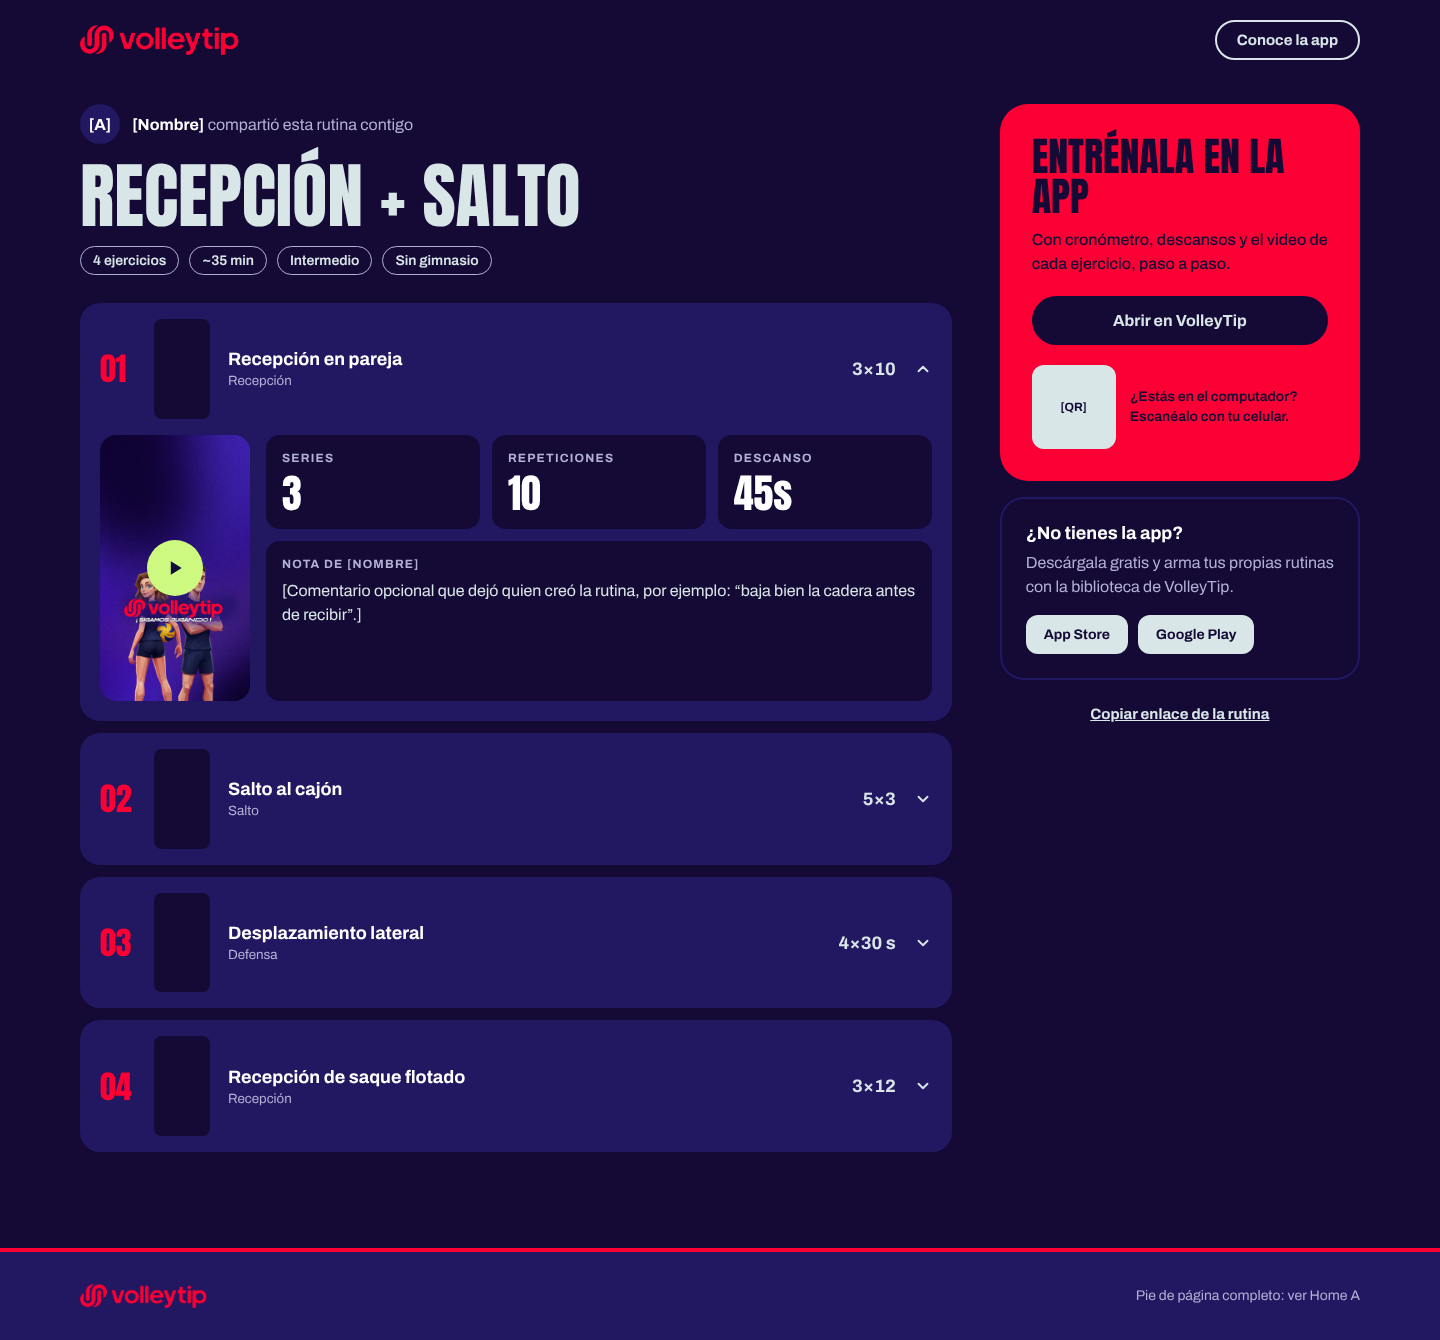 volleytip
Conoce la app
[A]
[Nombre] compartió esta rutina contigo
RECEPCIÓN + SALTO
4 ejercicios
~35 min
Intermedio
Sin gimnasio
01
Recepción en pareja
Recepción
3×10
SERIES
3
REPETICIONES
10
DESCANSO
45s
volleytip
¡SIGAMOS JUGANDO!
NOTA DE [NOMBRE]
[Comentario opcional que dejó quien creó la rutina, por ejemplo: “baja bien la cadera antes
de recibir”.]
02
Salto al cajón
Salto
5×3
03
Desplazamiento lateral
Defensa
4×30 s
04
Recepción de saque flotado
Recepción
3×12
ENTRÉNALA EN LA
APP
Con cronómetro, descansos y el video de
cada ejercicio, paso a paso.
Abrir en VolleyTip
[QR]
¿Estás en el computador?
Escanéalo con tu celular.
¿No tienes la app?
Descárgala gratis y arma tus propias rutinas
con la biblioteca de VolleyTip.
App Store
Google Play
Copiar enlace de la rutina
volleytip
Pie de página completo: ver Home A